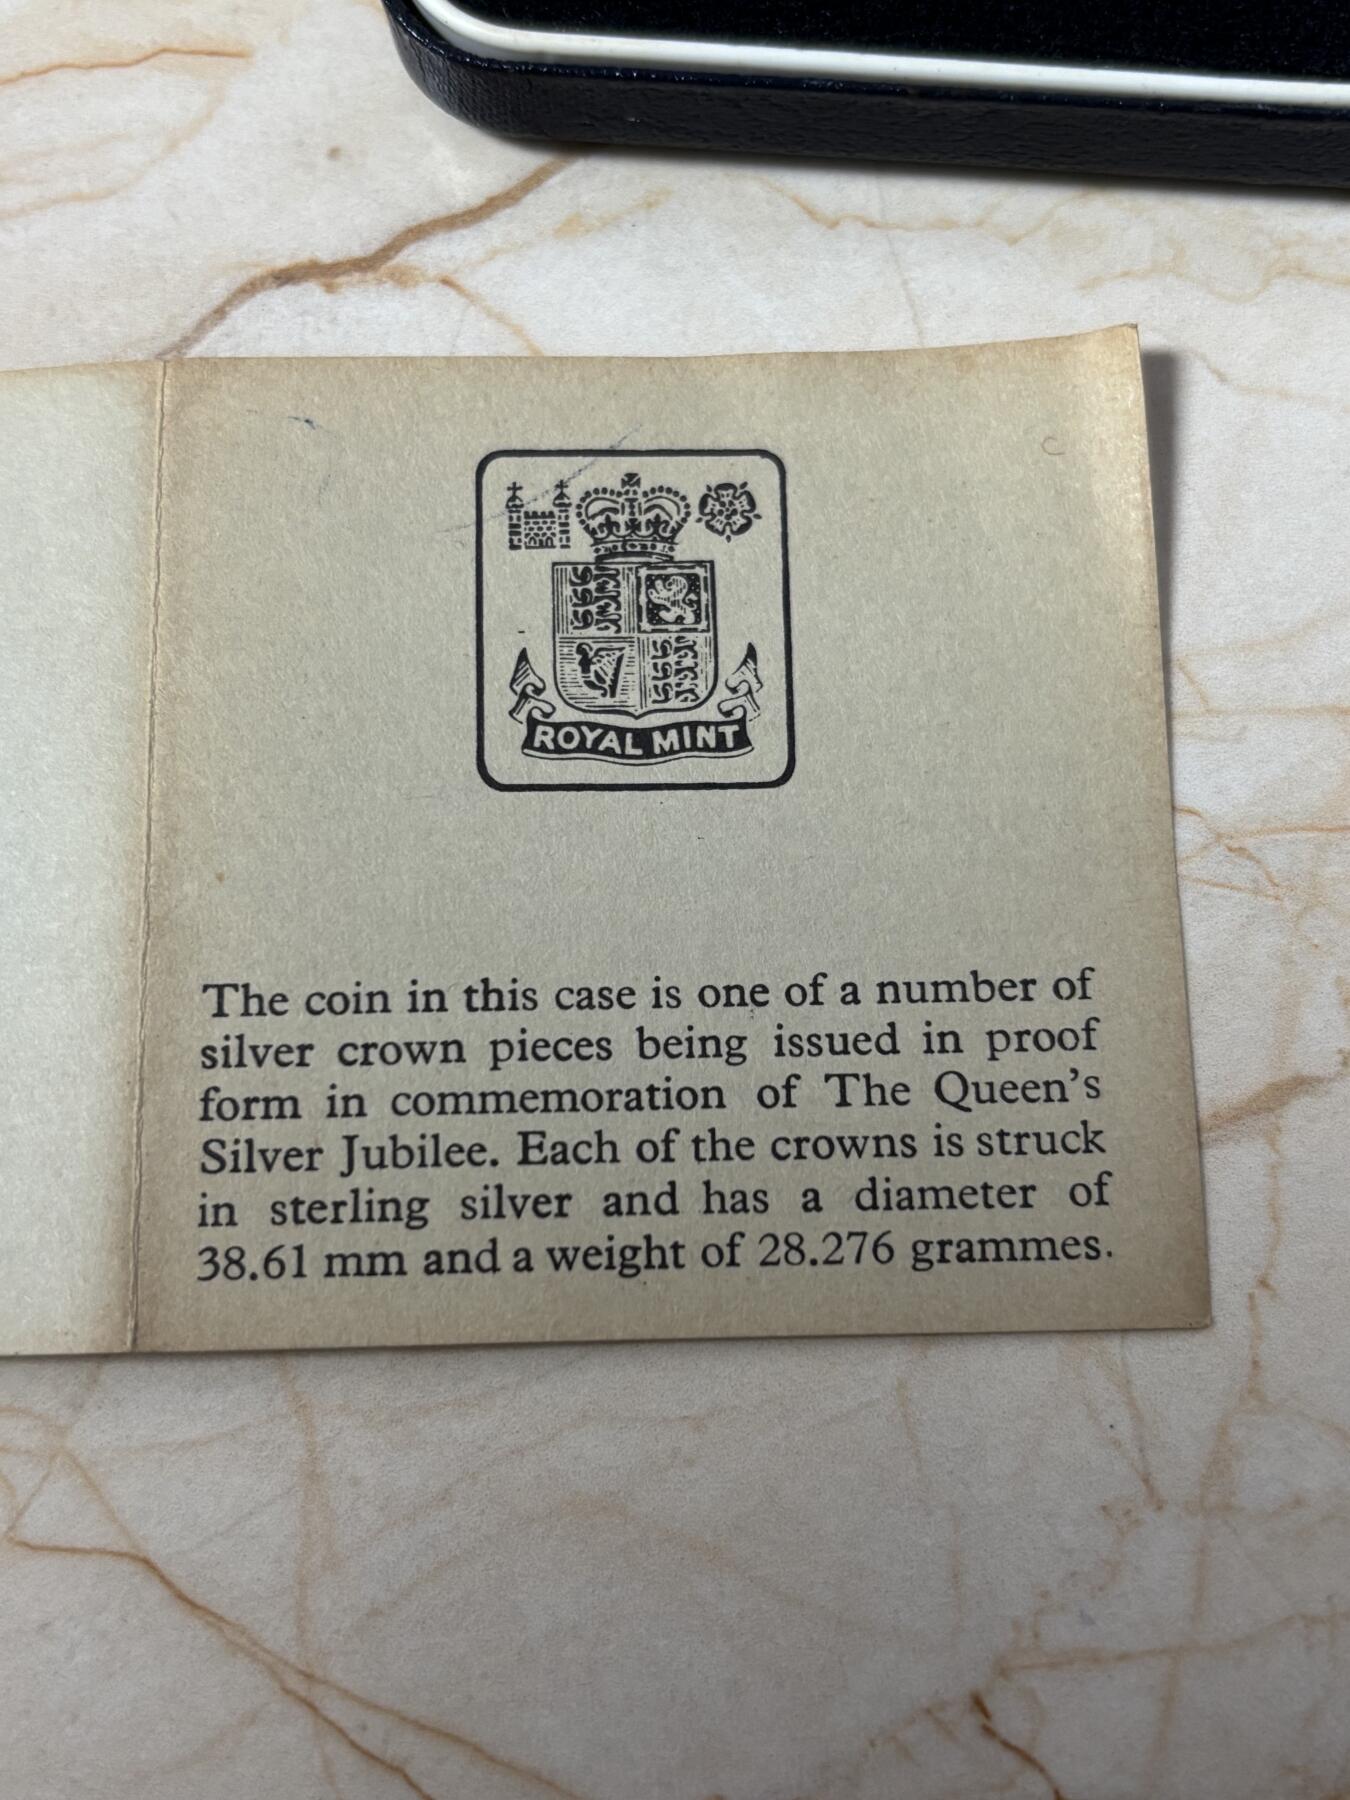 ROYAL MINT
The coin in this case is one of a number of
silver crown pieces being issued in proof
form in commemoration of The Queen's
Silver Jubilee. Each of the crowns is struck
in sterling silver and has a diameter of
38.61 mm and a weight of 28.276 grammes.